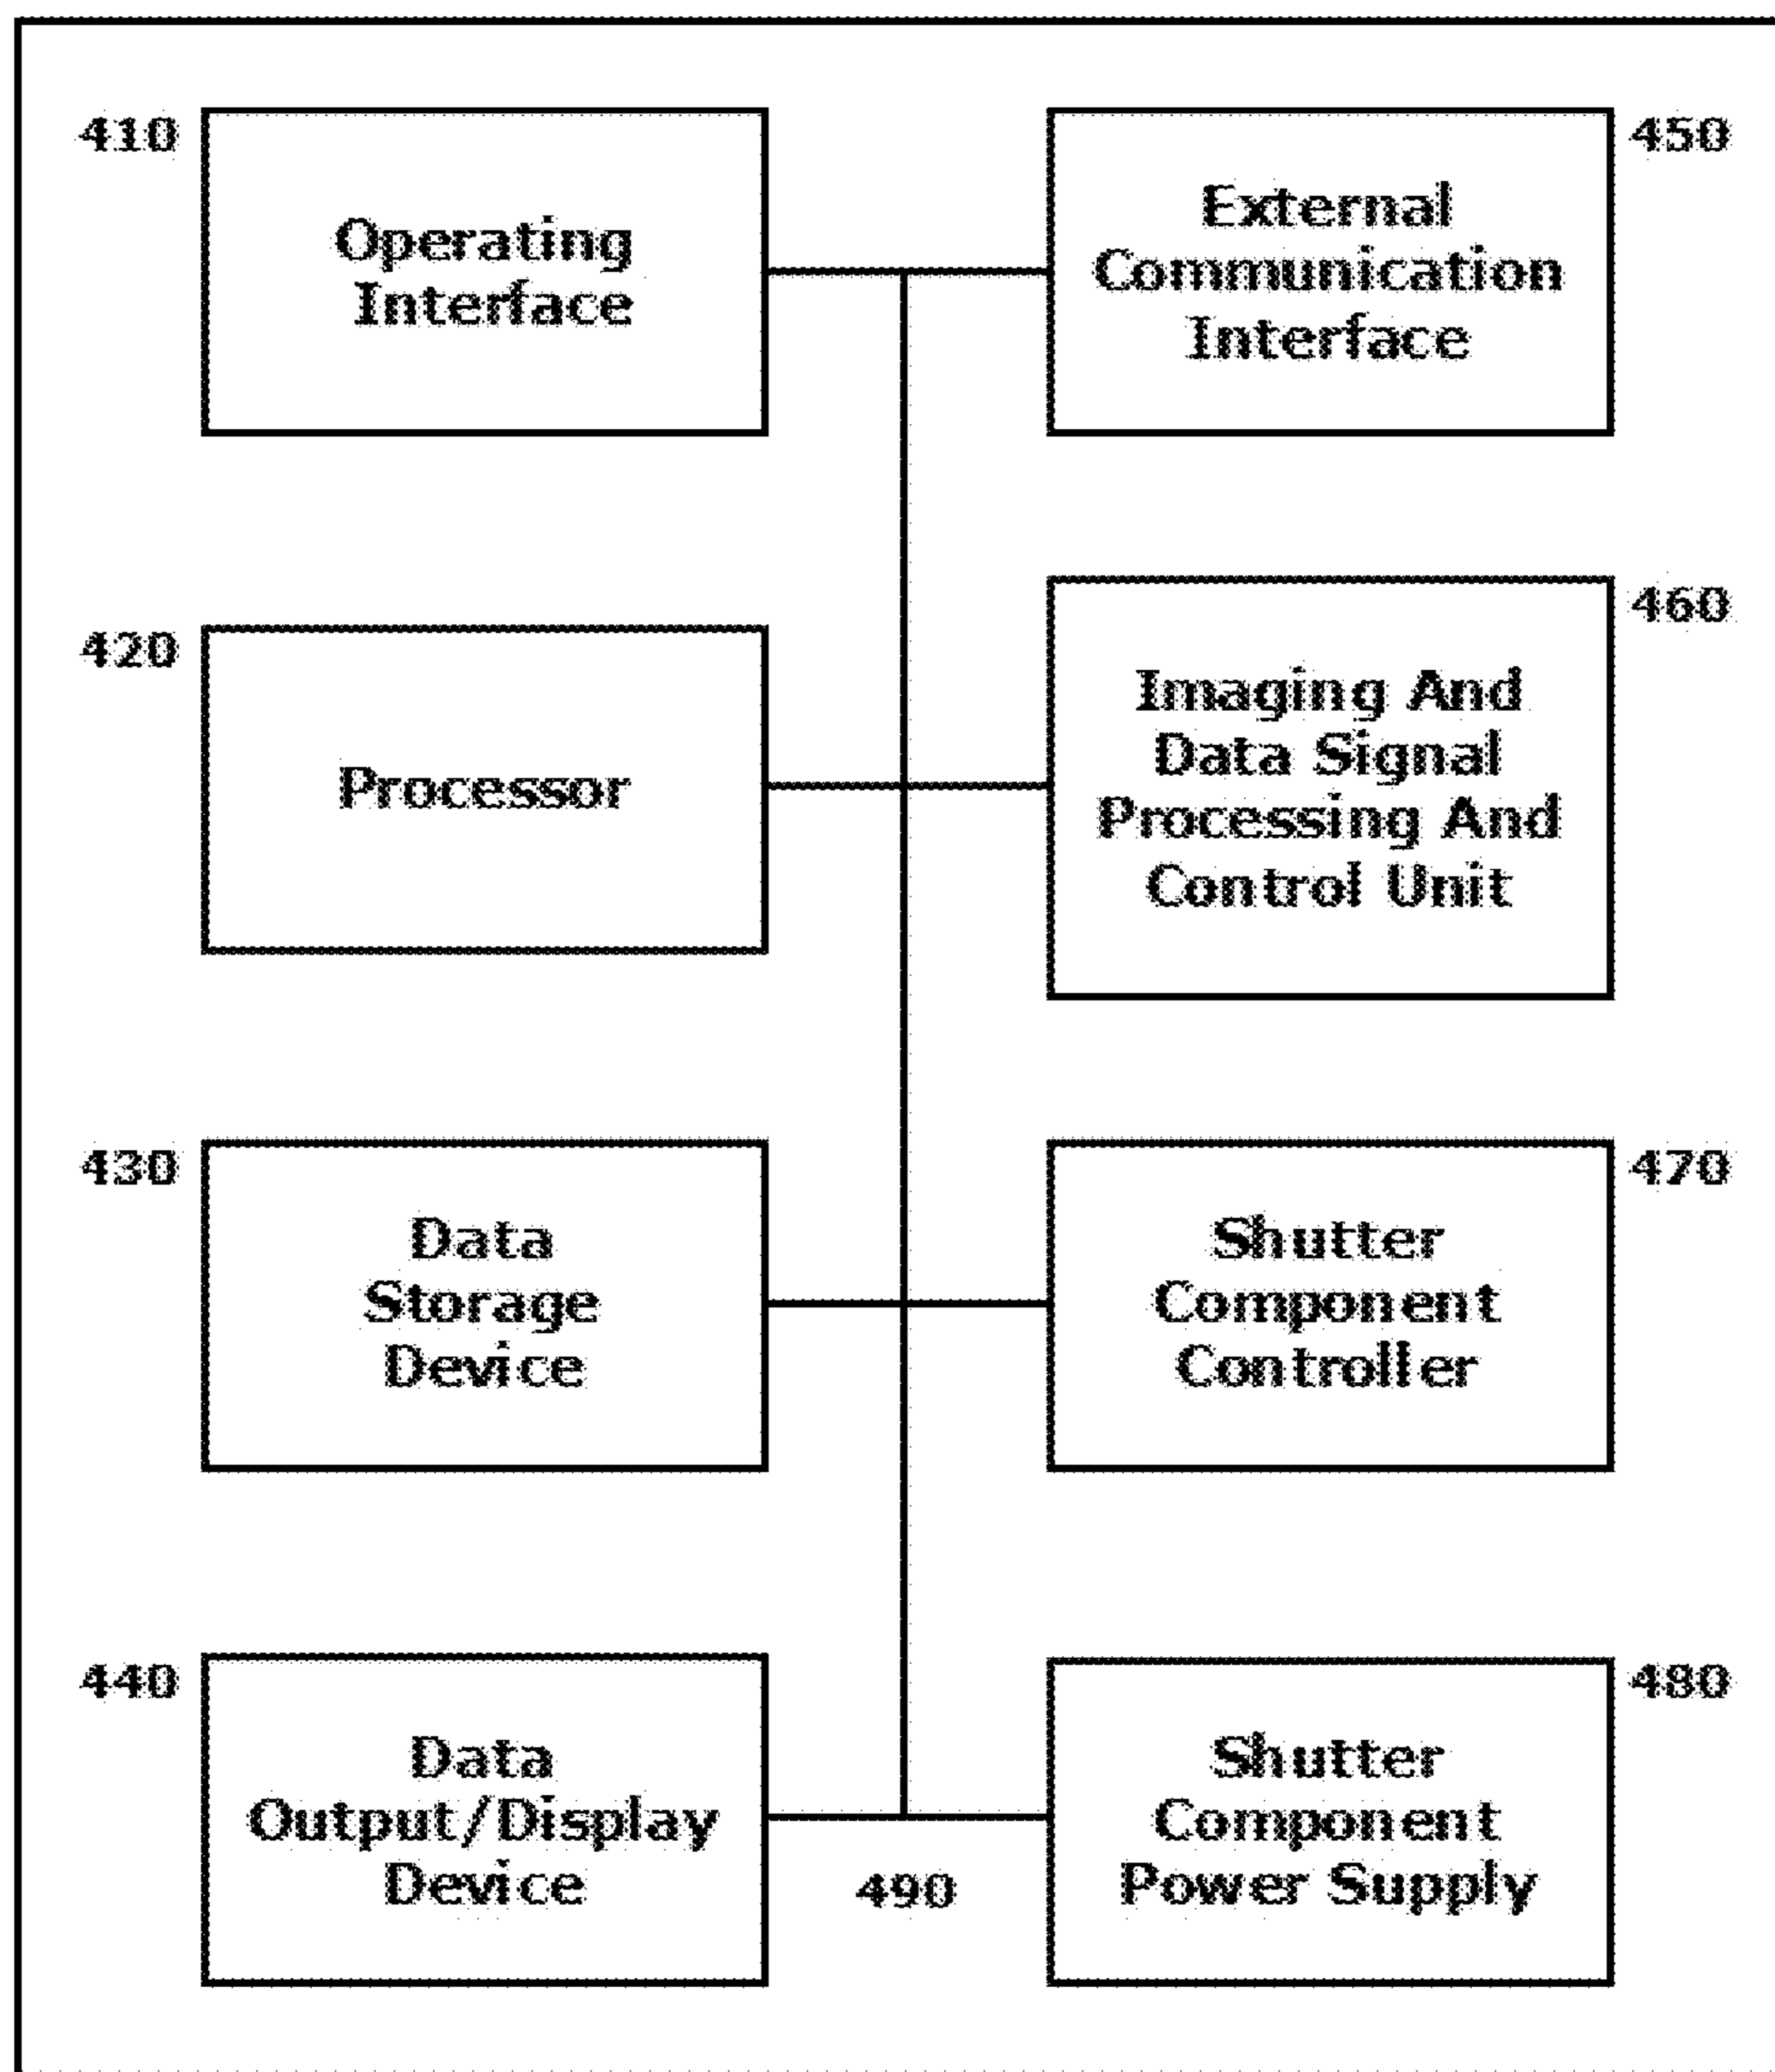 410
Operating
Interface
450
External
Communication
Interface
420
Processor
460
Imaging And
Data Signal
Processing And
Control Unit
430
Data
Storage
Device
470
Shutter
Component
Controller
440
Data
Output/Display
Device
490
480
Shutter
Component
Power Supply